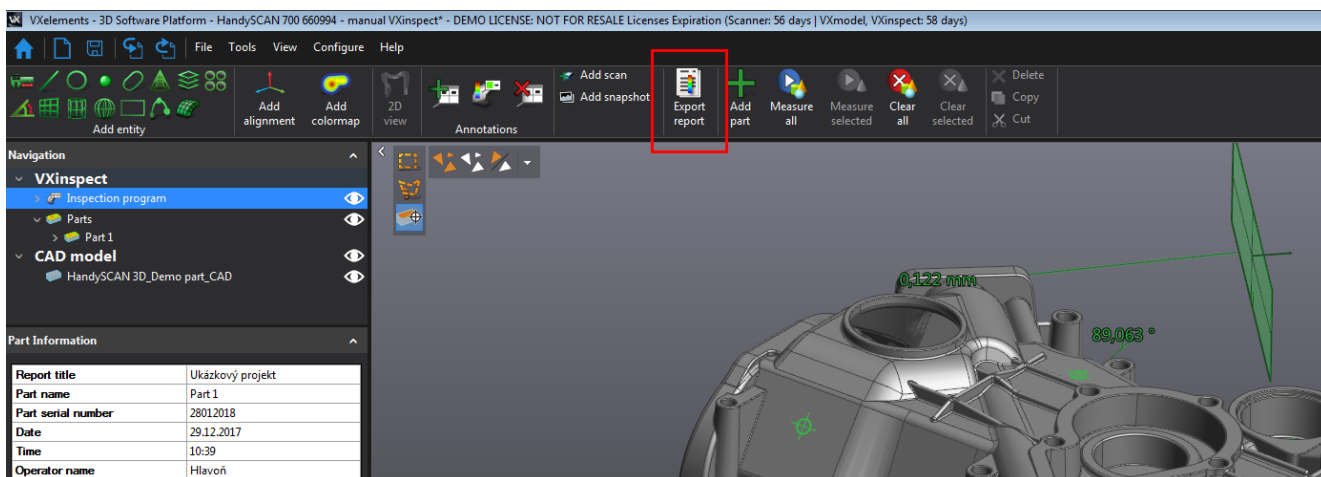 VXelements - 3D Software Platform - HandySCAN 700 660994 - manual VXinspect* - DEMO LICENSE: NOT FOR RESALE Licenses Expiration (Scanner: 56 days | VXmodel, VXinspect: 58 days)
File Tools View Configure Help
Add entity
Add alignment
Add colormap
2D view
Annotations
Add scan
Add snapshot
Export report
Add part
Measure all
Measure selected
Clear all
Clear selected
Delete
Copy
Cut
Navigation
VXinspect
Inspection program
Parts
Part 1
CAD model
HandySCAN 3D_Demo part_CAD
0,122 mm
89,063 °
Part Information
Report title Ukázkový projekt
Part name Part 1
Part serial number 28012018
Date 29.12.2017
Time 10:39
Operator name Hlavoň